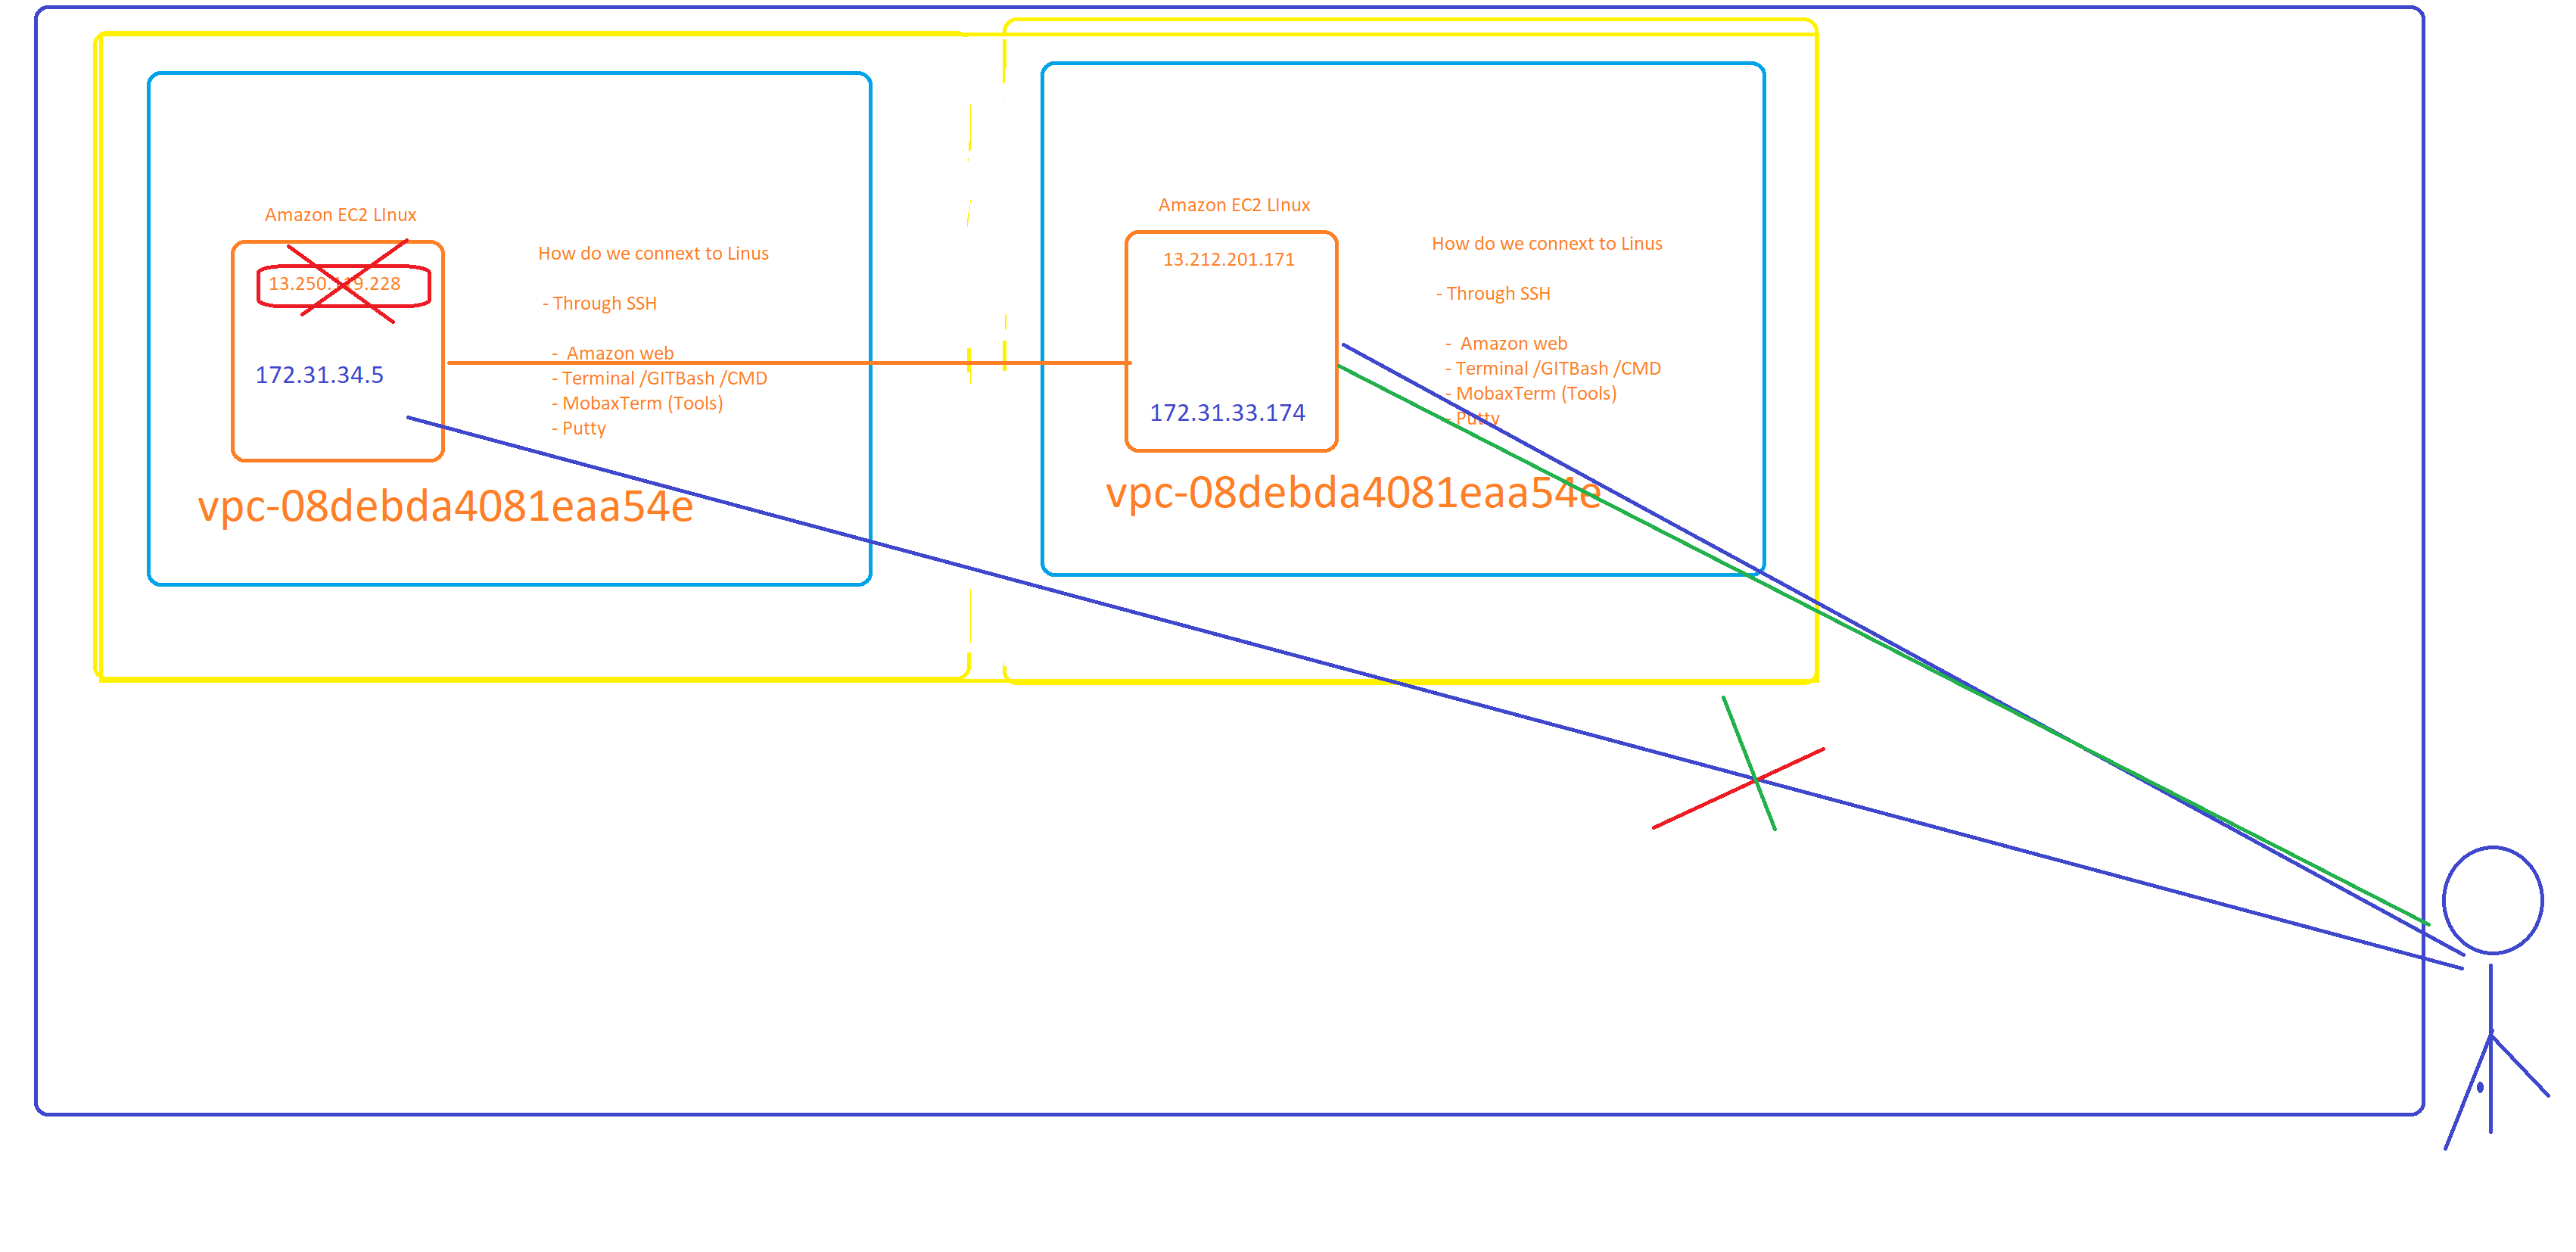 Amazon EC2 LInux
13.250.119.228
172.31.34.5
How do we connext to Linus
- Through SSH
- Amazon web
- Terminal /GITBash /CMD
- MobaxTerm (Tools)
- Putty
vpc-08debda4081eaa54e
Amazon EC2 LInux
13.212.201.171
172.31.33.174
How do we connext to Linus
- Through SSH
- Amazon web
- Terminal /GITBash /CMD
- MobaxTerm (Tools)
- Putty
vpc-08debda4081eaa54e